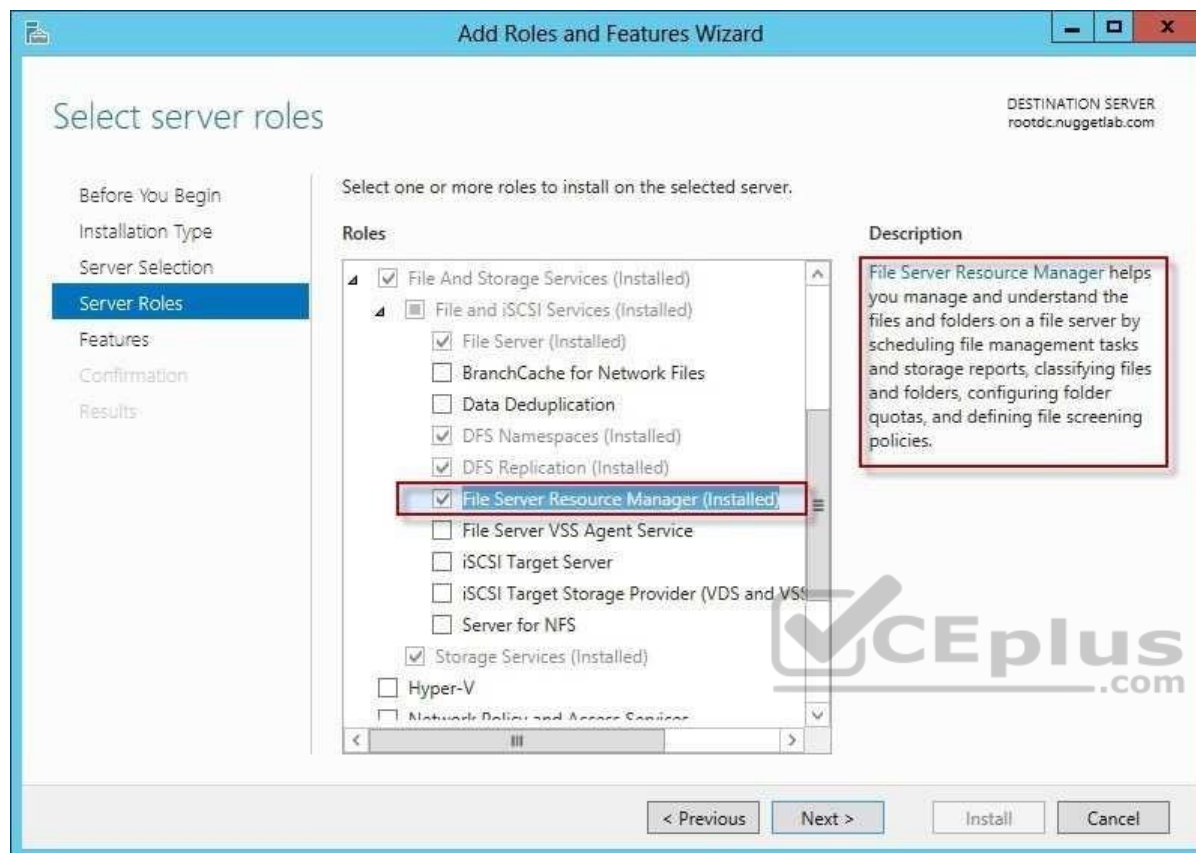 Add Roles and Features Wizard
Select server roles
DESTINATION SERVER
rootdc.nuggetlab.com
Before You Begin
Installation Type
Server Selection
Server Roles
Features
Confirmation
Results
Select one or more roles to install on the selected server.
Roles
File And Storage Services (Installed)
File and iSCSI Services (Installed)
File Server (Installed)
BranchCache for Network Files
Data Deduplication
DFS Namespaces (Installed)
DFS Replication (Installed)
File Server Resource Manager (Installed)
File Server VSS Agent Service
iSCSI Target Server
iSCSI Target Storage Provider (VDS and VSS
Server for NFS
Storage Services (Installed)
Hyper-V
Network Policy and Access Services
Description
File Server Resource Manager helps
you manage and understand the
files and folders on a file server by
scheduling file management tasks
and storage reports, classifying files
and folders, configuring folder
quotas, and defining file screening
policies.
VCEplus
.com
< Previous
Next >
Install
Cancel